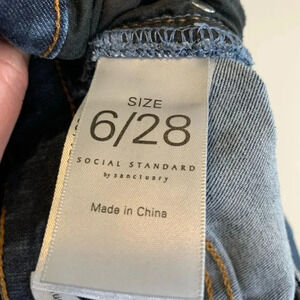 SIZE
6/28
SOCIAL STANDARD
by sanctuary
Made in China